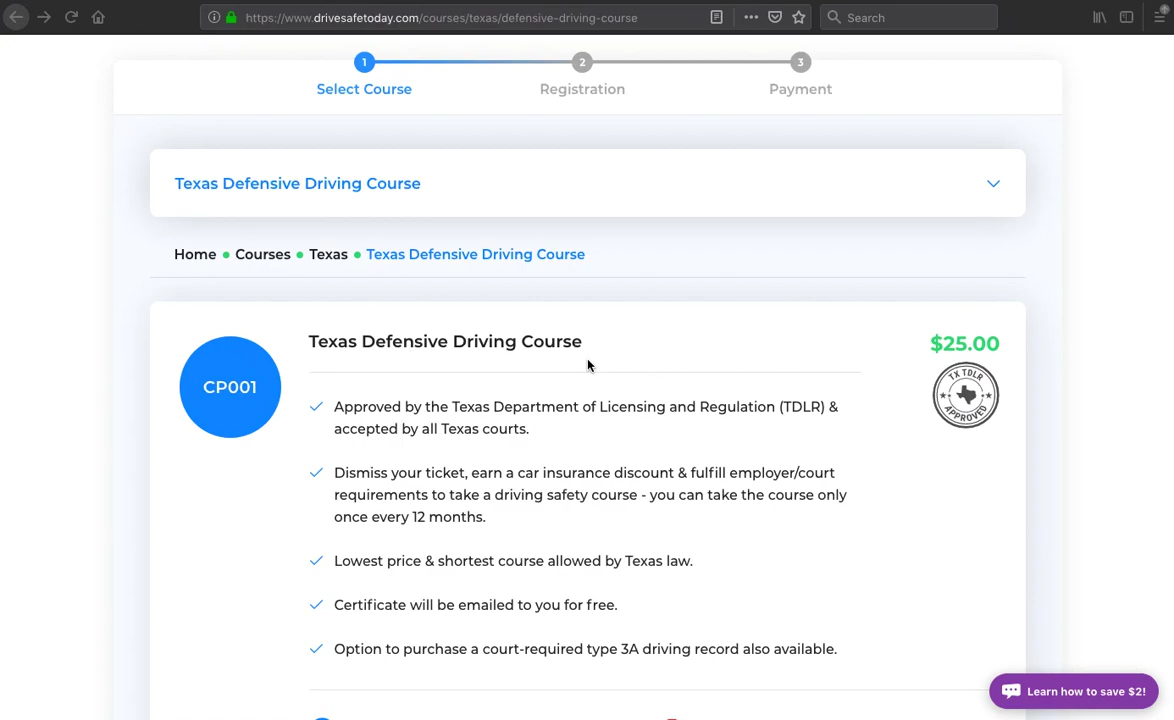 https://www.drivesafetoday.com/courses/texas/defensive-driving-course
Search
1
2
3
Select Course
Registration
Payment
Texas Defensive Driving Course
Home • Courses • Texas • Texas Defensive Driving Course
CP001
Texas Defensive Driving Course
$25.00
TX TDLR
APPROVED
Approved by the Texas Department of Licensing and Regulation (TDLR) &
accepted by all Texas courts.
Dismiss your ticket, earn a car insurance discount & fulfill employer/court
requirements to take a driving safety course - you can take the course only
once every 12 months.
Lowest price & shortest course allowed by Texas law.
Certificate will be emailed to you for free.
Option to purchase a court-required type 3A driving record also available.
Learn how to save $2!